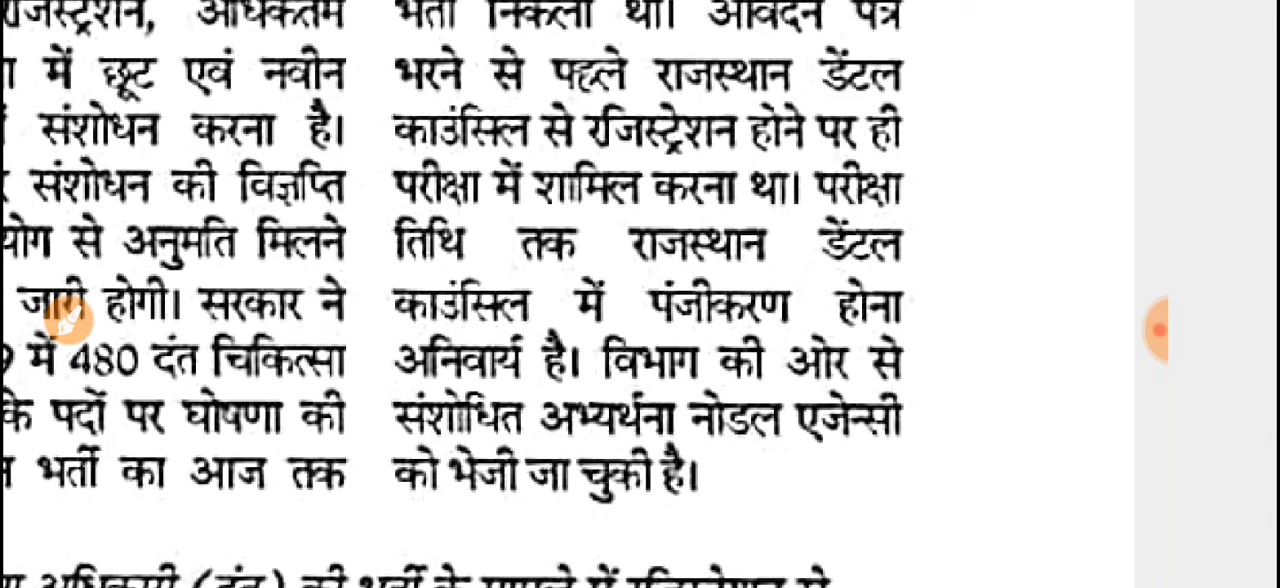 अधिकतम
में छूट एवं नवीन
संशोधन करना है।
संशोधन की विज्ञप्ति
से अनुमति मिलने
जारी होगी। सरकार ने
में 480 दंत चिकित्सा
के पदों पर घोषणा की
भर्ती का आज तक
भर्ती निकली थी। आवेदन पत्र
भरने से पहले राजस्थान डेंटल
काउंसिल से रजिस्ट्रेशन होने पर ही
परीक्षा में शामिल करना था। परीक्षा
तिथि तक राजस्थान डेंटल
काउंसिल में पंजीकरण होना
अनिवार्य है। विभाग की ओर से
संशोधित अभ्यर्थना नोडल एजेन्सी
को भेजी जा चुकी है।
(दंत) की भर्ती के मामले में